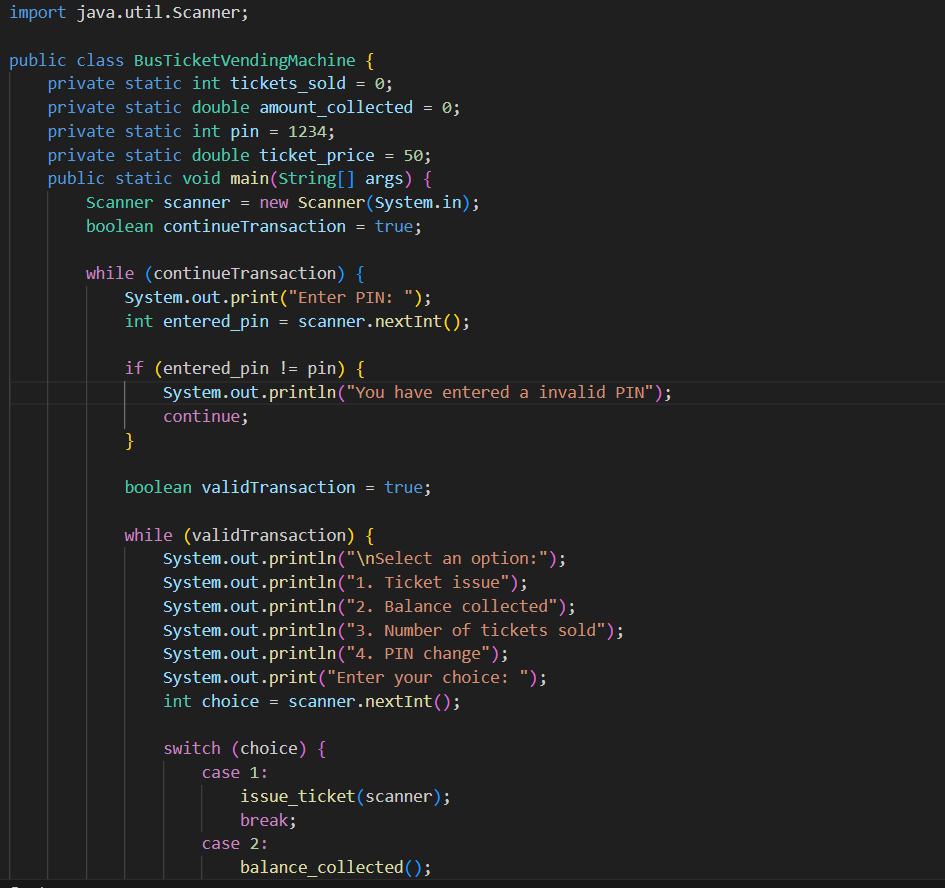 import java.util.Scanner;
public class BusTicketVendingMachine {
private static int tickets_sold = 0;
private static double amount_collected = 0;
private static int pin = 1234;
private static double ticket_price = 50;
public static void main(String[] args) {
Scanner scanner = new Scanner(System.in);
boolean continueTransaction = true;
while (continueTransaction) {
System.out.print("Enter PIN: ");
int entered_pin = scanner.nextInt();
if (entered_pin != pin) {
System.out.println("You have entered a invalid PIN");
continue;
}
boolean validTransaction = true;
while (validTransaction) {
System.out.println("\nSelect an option:");
System.out.println("1. Ticket issue");
System.out.println("2. Balance collected");
System.out.println("3. Number of tickets sold");
System.out.println("4. PIN change");
System.out.print("Enter your choice: ");
int choice = scanner.nextInt();
switch (choice) {
case 1:
issue_ticket(scanner);
break;
case 2:
balance_collected();